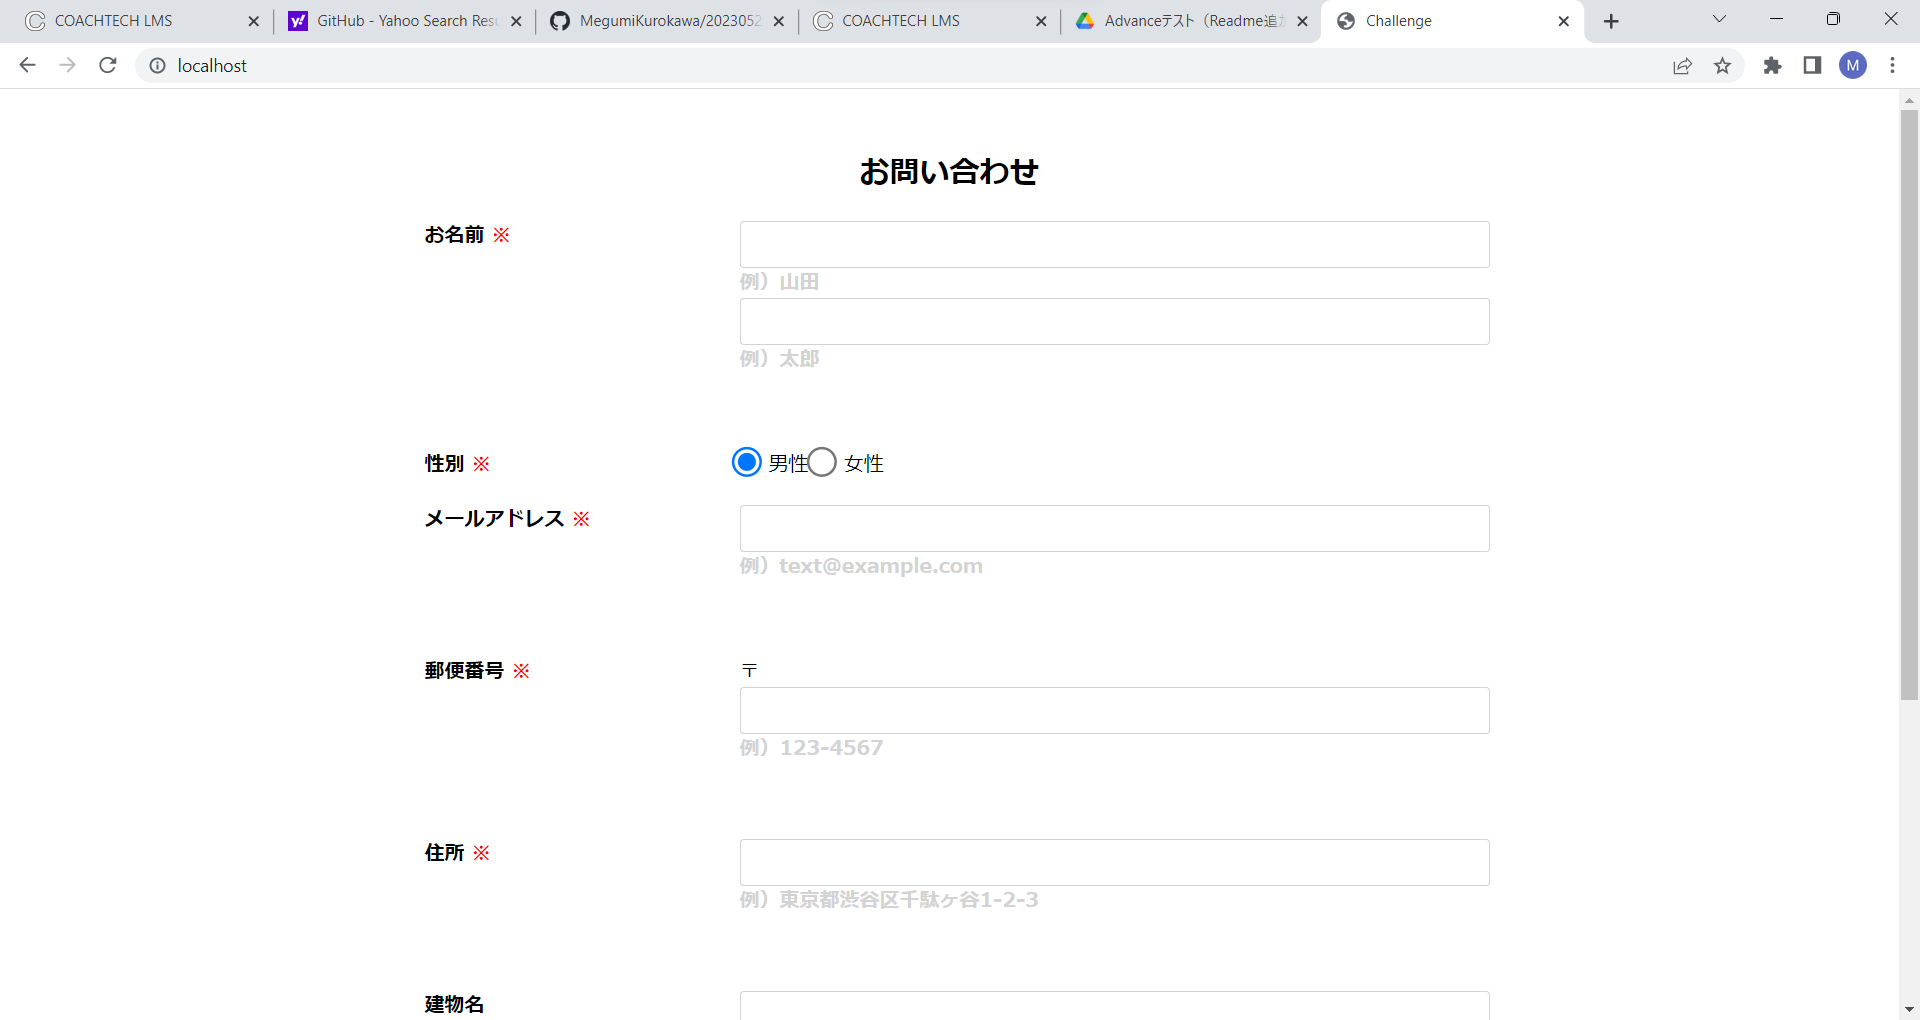 COACHTECH LMS
GitHub - Yahoo Search Resu
MegumiKurokawa/2023052
COACHTECH LMS
Advanceテスト（Readme追加
Challenge
localhost
M
お問い合わせ
お名前 ※
例）山田
例）太郎
性別 ※
男性
女性
メールアドレス ※
例）text@example.com
郵便番号 ※
〒
例）123-4567
住所 ※
例）東京都渋谷区千駄ヶ谷1-2-3
建物名